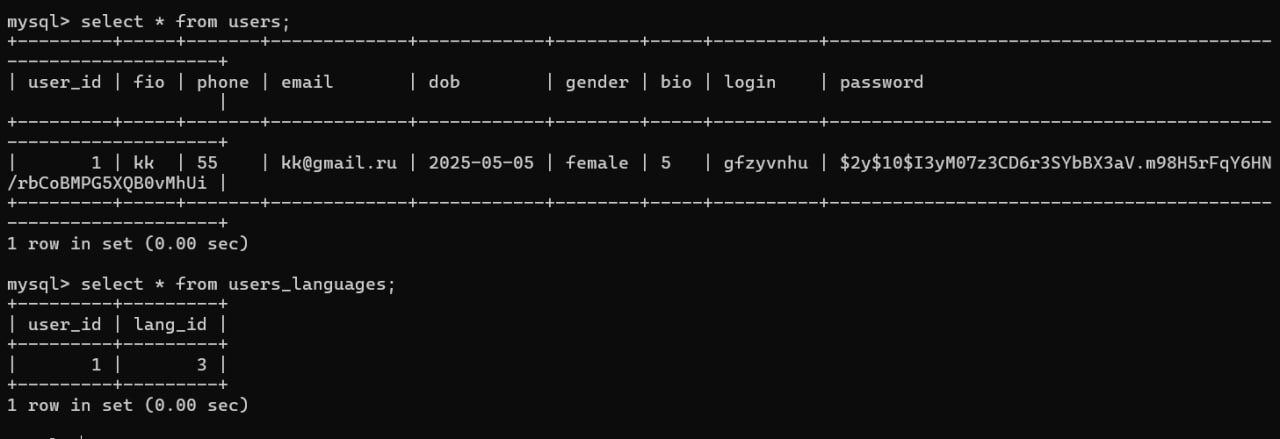 mysql> select * from users;
+---------+-----+-------+-------------+------------+--------+-----+----------+------------------------------------------
--------------------+
| user_id | fio | phone | email       | dob        | gender | bio | login    | password
                    |
+---------+-----+-------+-------------+------------+--------+-----+----------+------------------------------------------
--------------------+
|       1 | kk  | 55    | kk@gmail.ru | 2025-05-05 | female | 5   | gfzyvnhu | $2y$10$I3yM07z3CD6r3SYbBX3aV.m98H5rFqY6HN
/rbCoBMPG5XQB0vMhUi |
+---------+-----+-------+-------------+------------+--------+-----+----------+------------------------------------------
--------------------+
1 row in set (0.00 sec)

mysql> select * from users_languages;
+---------+---------+
| user_id | lang_id |
+---------+---------+
|       1 |       3 |
+---------+---------+
1 row in set (0.00 sec)